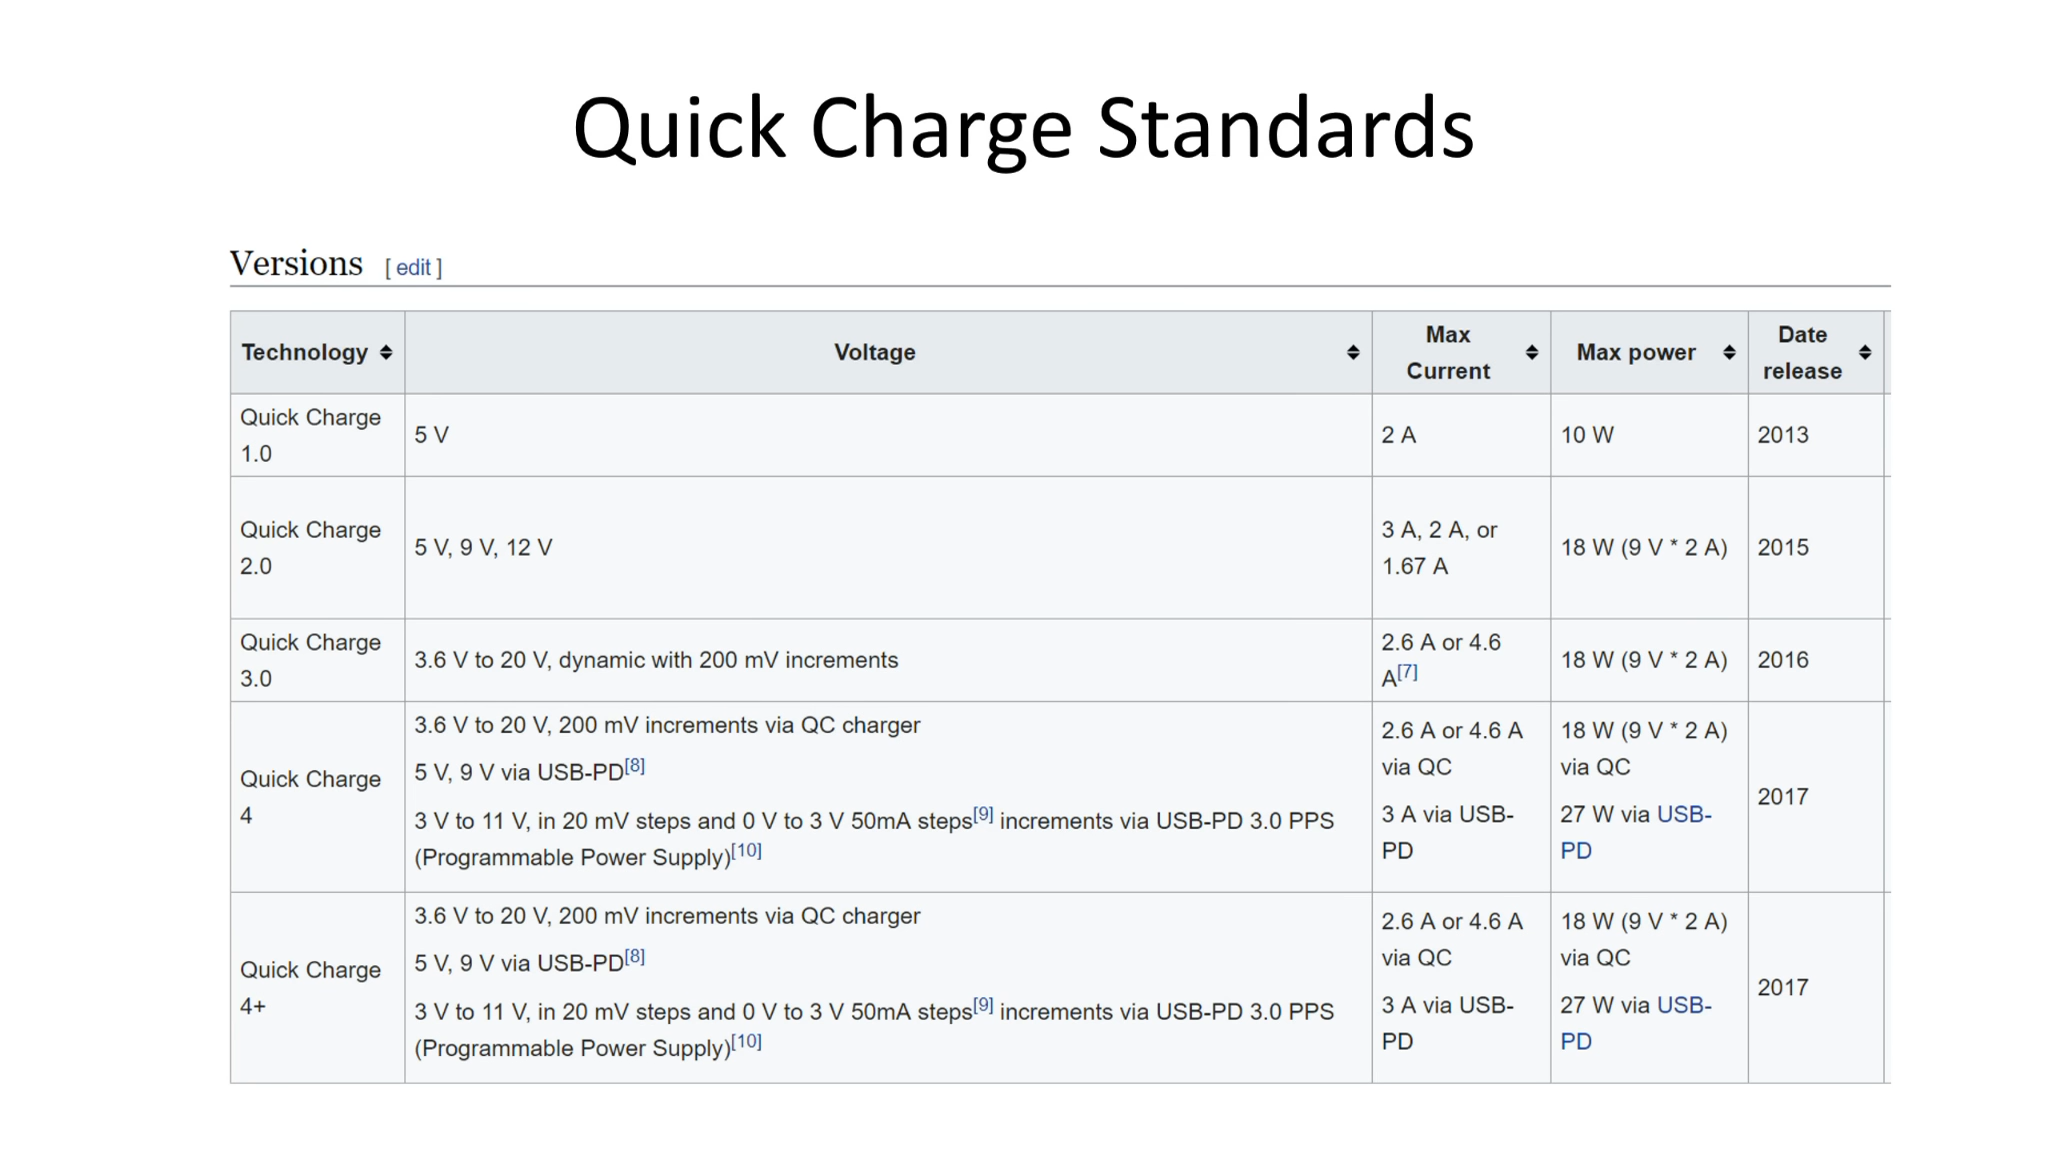 Quick Charge Standards
Versions [ edit ]
Technology
Voltage
Max
Current
Max power
Date
release
Quick Charge
1.0
5 V
2 A
10 W
2013
Quick Charge
2.0
5 V, 9 V, 12 V
3 A, 2 A, or
1.67 A
18 W (9 V * 2 A)
2015
Quick Charge
3.0
3.6 V to 20 V, dynamic with 200 mV increments
2.6 A or 4.6
A[7]
18 W (9 V * 2 A)
2016
Quick Charge
4
3.6 V to 20 V, 200 mV increments via QC charger
5 V, 9 V via USB-PD[8]
3 V to 11 V, in 20 mV steps and 0 V to 3 V 50mA steps[9] increments via USB-PD 3.0 PPS
(Programmable Power Supply)[10]
2.6 A or 4.6 A
via QC
3 A via USB-
PD
18 W (9 V * 2 A)
via QC
27 W via USB-
PD
2017
Quick Charge
4+
3.6 V to 20 V, 200 mV increments via QC charger
5 V, 9 V via USB-PD[8]
3 V to 11 V, in 20 mV steps and 0 V to 3 V 50mA steps[9] increments via USB-PD 3.0 PPS
(Programmable Power Supply)[10]
2.6 A or 4.6 A
via QC
3 A via USB-
PD
18 W (9 V * 2 A)
via QC
27 W via USB-
PD
2017